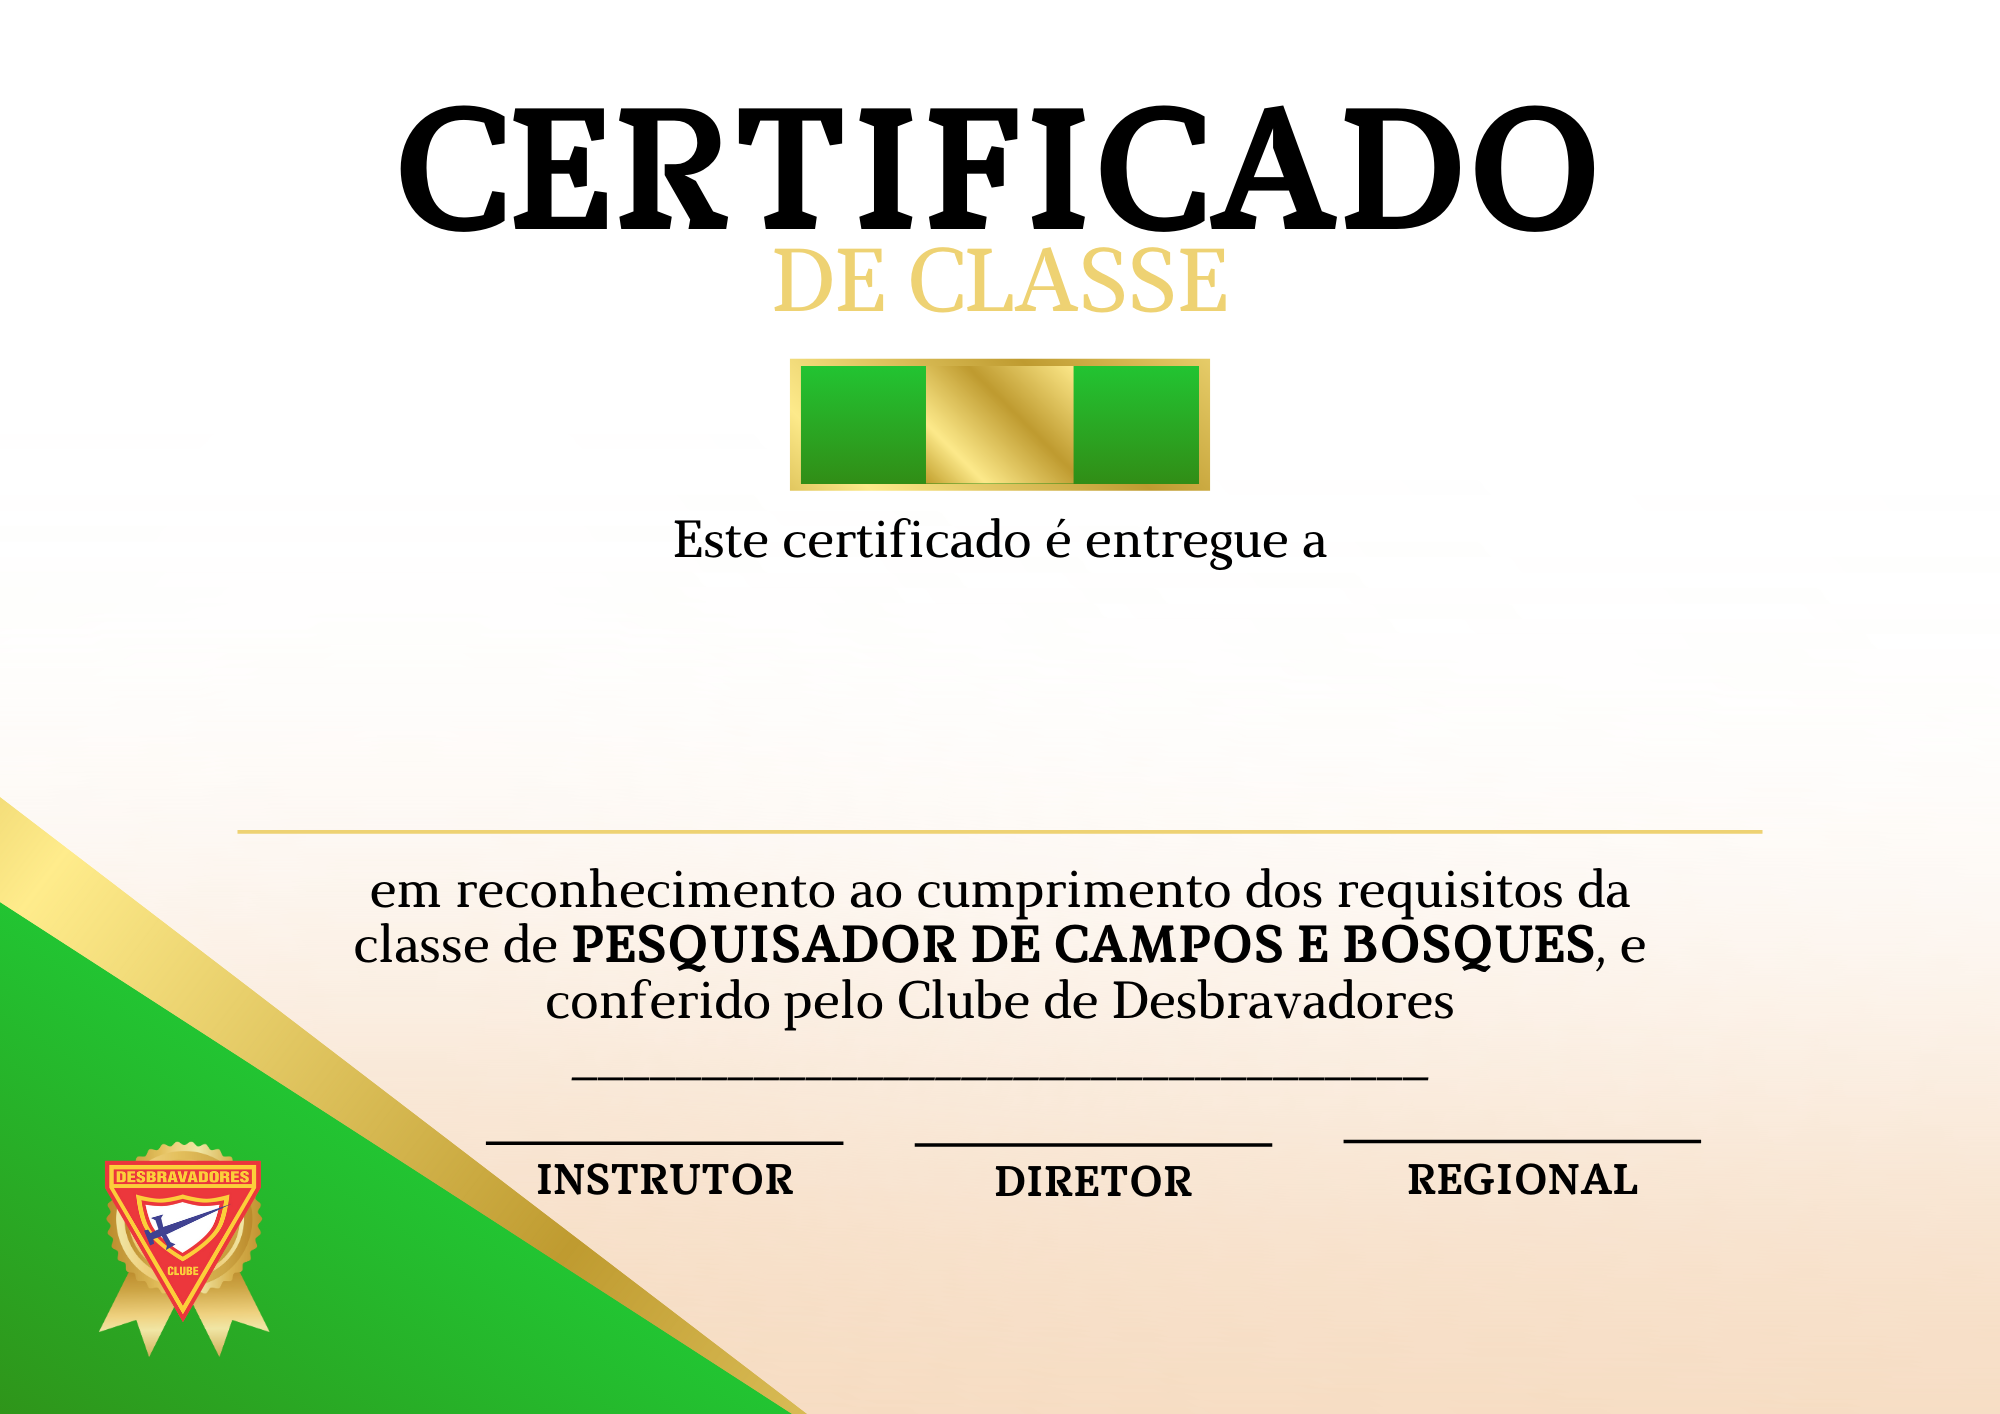 CERTIFICADO
DE CLASSE
Este certificado é entregue a
em reconhecimento ao cumprimento dos requisitos da
classe de PESQUISADOR DE CAMPOS E BOSQUES, e
conferido pelo Clube de Desbravadores
_________________________________
INSTRUTOR DIRETOR REGIONAL
DESBRAVADORES
CLUBE